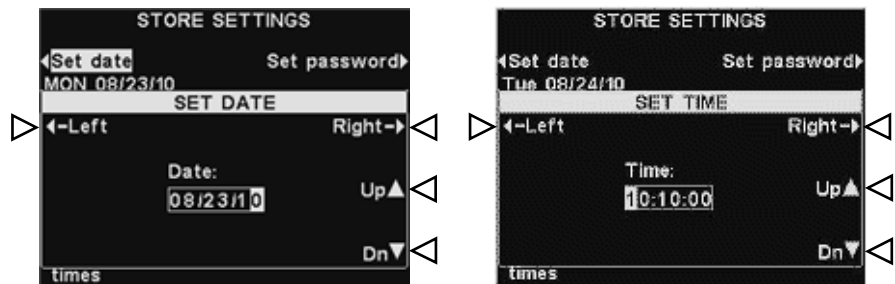 STORE SETTINGS
Set date Set password
MON 08/23/10
SET DATE
-Left Right-
Date:
08/23/10
Up
Dn
times
STORE SETTINGS
Set date Set password
Tue 08/24/10
SET TIME
-Left Right-
Time:
10:10:00
Up
Dn
times